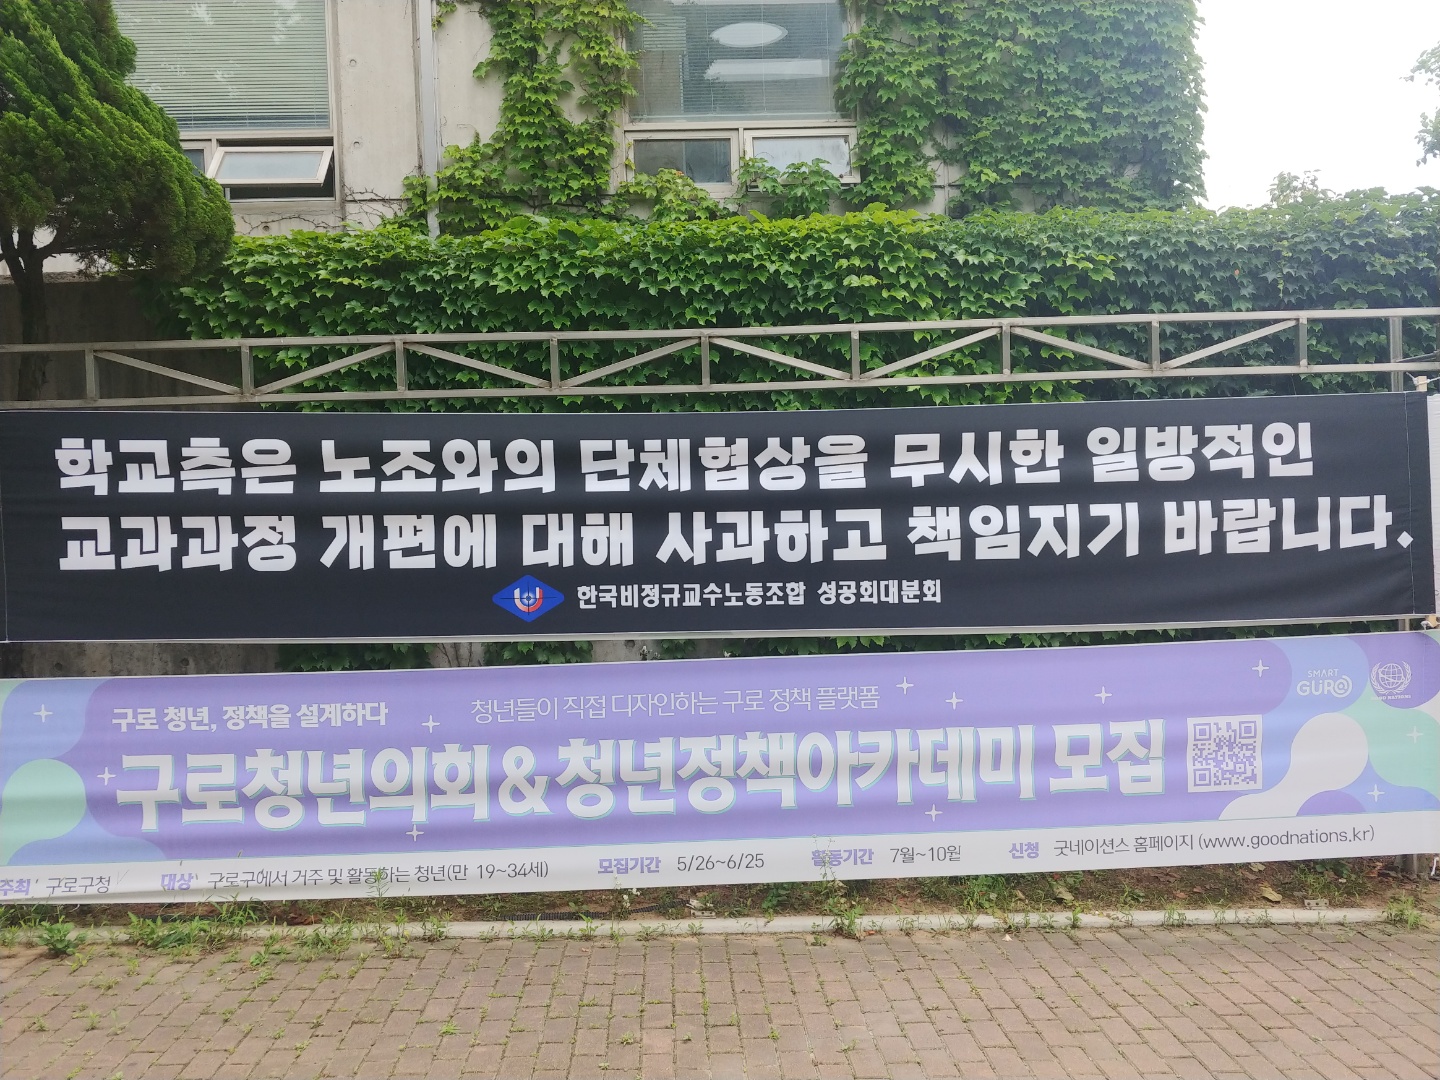 학교측은 노조와의 단체협상을 무시한 일방적인
교과과정 개편에 대해 사과하고 책임지기 바랍니다.
한국비정규교수노동조합 성공회대분회
구로 청년, 정책을 설계하다 청년들이 직접 디자인하는 구로 정책 플랫폼
SMART
GURO
구로청년의회&청년정책아카데미 모집
주최 구로구청 대상 구로구에서 거주 및 활동하는 청년(만 19~34세) 모집기간 5/26~6/25 활동기간 7월~10월 신청 굿네이션스 홈페이지 (www.goodnations.kr)